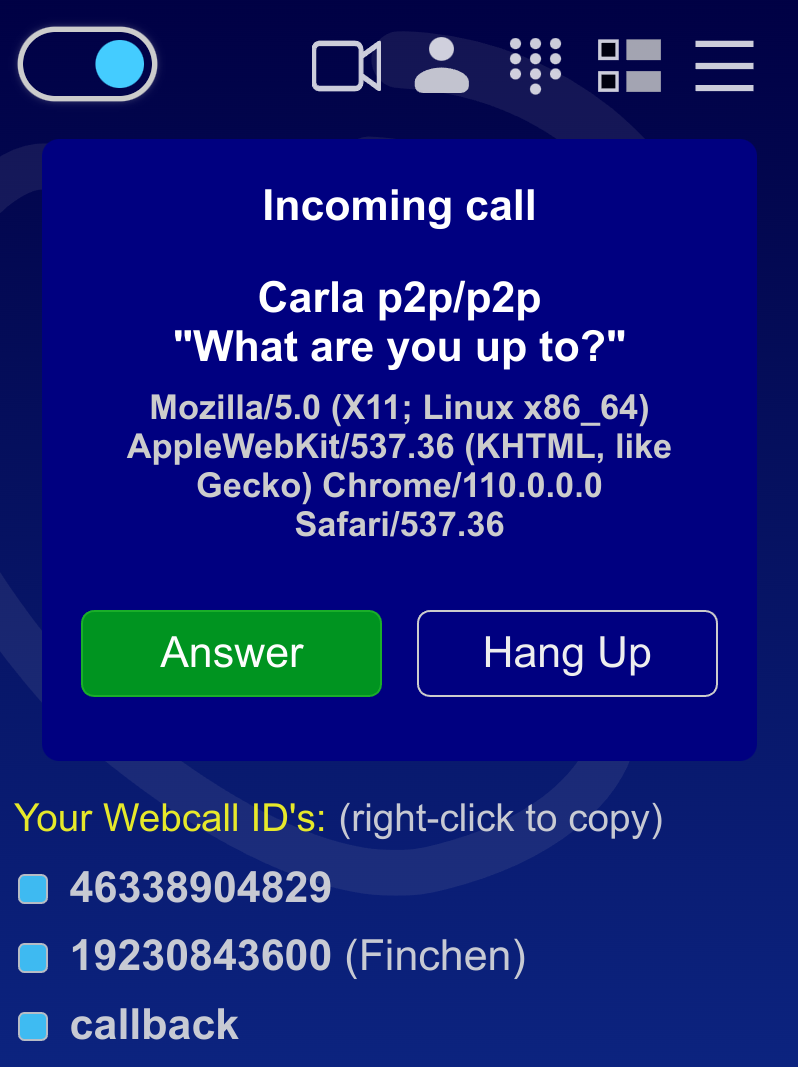 Incoming call
Carla p2p/p2p
"What are you up to?"
Mozilla/5.0 (X11; Linux x86_64)
AppleWebKit/537.36 (KHTML, like
Gecko) Chrome/110.0.0.0
Safari/537.36
Answer
Hang Up
Your Webcall ID's: (right-click to copy)
46338904829
19230843600 (Finchen)
callback